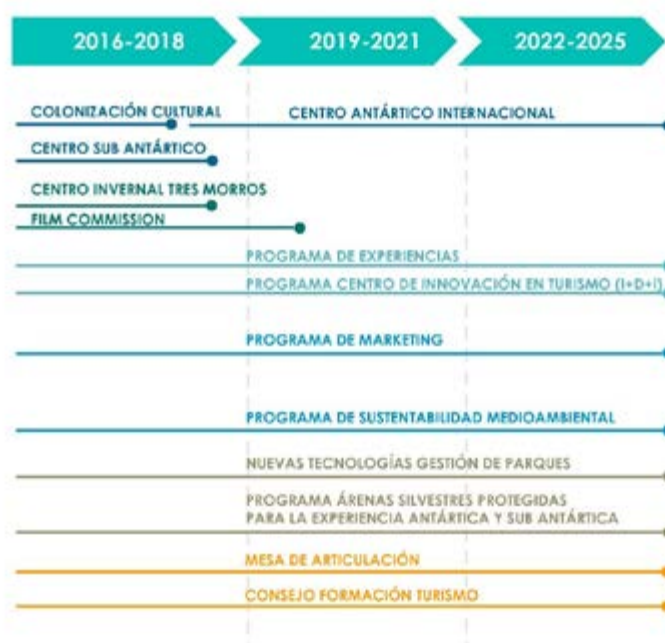 2016-2018
2019-2021
2022-2025
COLONIZACIÓN CULTURAL
CENTRO ANTÁRTICO INTERNACIONAL
CENTRO SUB ANTÁRTICO
CENTRO INVERNAL TRES MORROS
FILM COMMISSION
PROGRAMA DE EXPERIENCIAS
PROGRAMA CENTRO DE INNOVACIÓN EN TURISMO (I+D+i)
PROGRAMA DE MARKETING
PROGRAMA DE SUSTENTABILIDAD MEDIOAMBIENTAL
NUEVAS TECNOLOGÍAS GESTIÓN DE PARQUES
PROGRAMA ÁRENAS SILVESTRES PROTEGIDAS
PARA LA EXPERIENCIA ANTÁRTICA Y SUB ANTÁRTICA
MESA DE ARTICULACIÓN
CONSEJO FORMACIÓN TURISMO